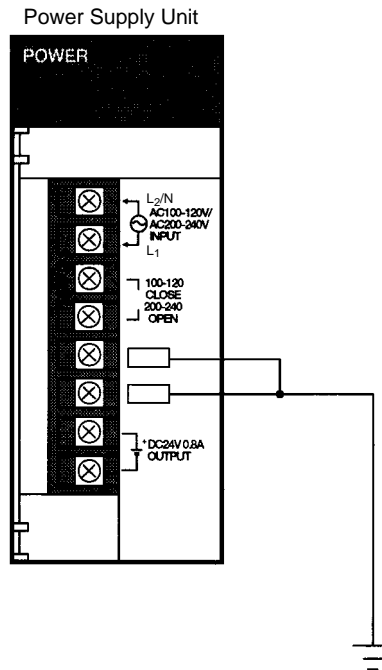 Power Supply Unit
POWER
L2/N
AC100-120V/
AC200-240V
INPUT
L1
100-120
CLOSE
200-240
OPEN
+DC24V 0.8A
OUTPUT